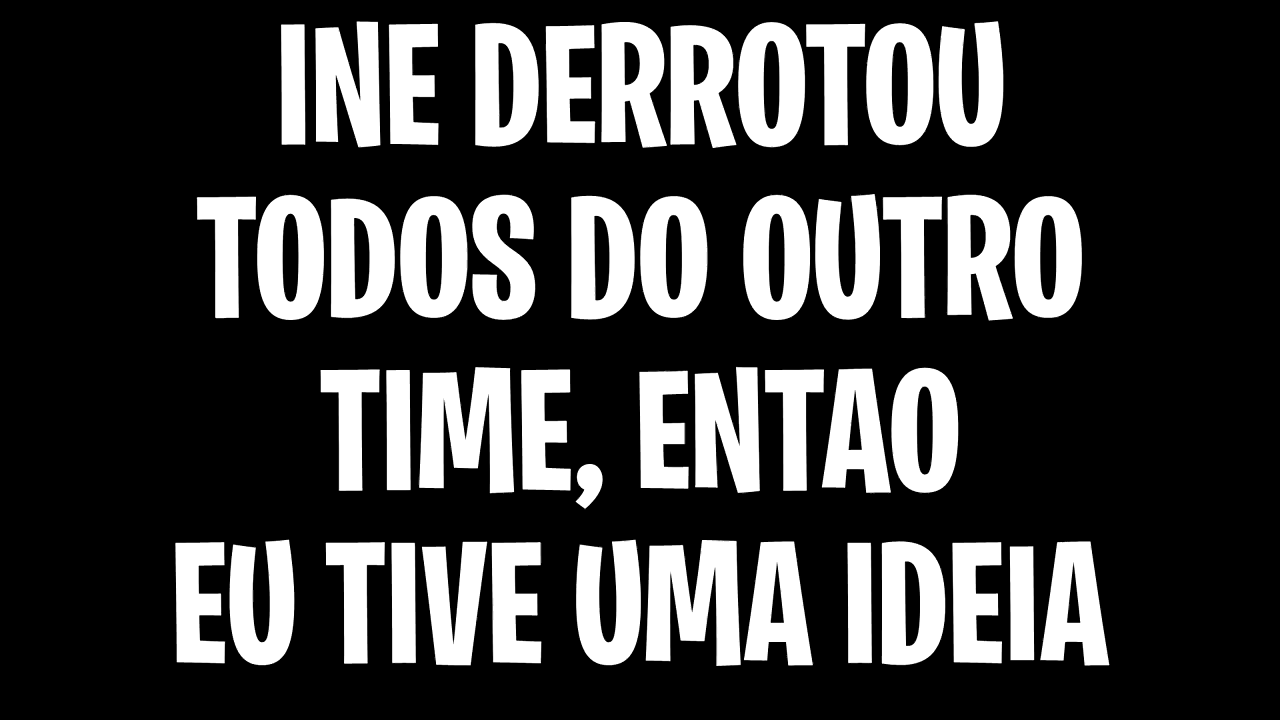 INE DERROTOU
TODOS DO OUTRO
TIME, ENTAO
EU TIVE UMA IDEIA